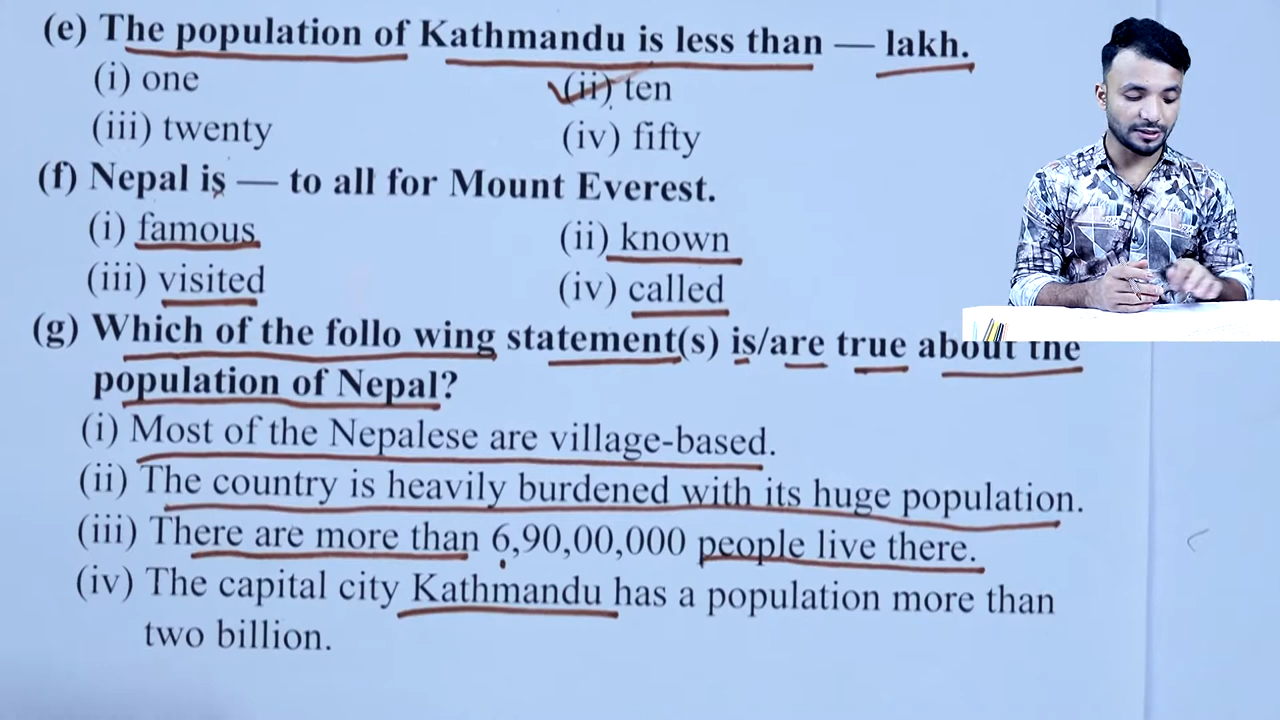 (e) The population of Kathmandu is less than — lakh.
(i) one (ii) ten
(iii) twenty (iv) fifty
(f) Nepal is — to all for Mount Everest.
(i) famous (ii) known
(iii) visited (iv) called
(g) Which of the follo wing statement(s) is/are true about the
population of Nepal?
(i) Most of the Nepalese are village-based.
(ii) The country is heavily burdened with its huge population.
(iii) There are more than 6,90,00,000 people live there.
(iv) The capital city Kathmandu has a population more than
two billion.